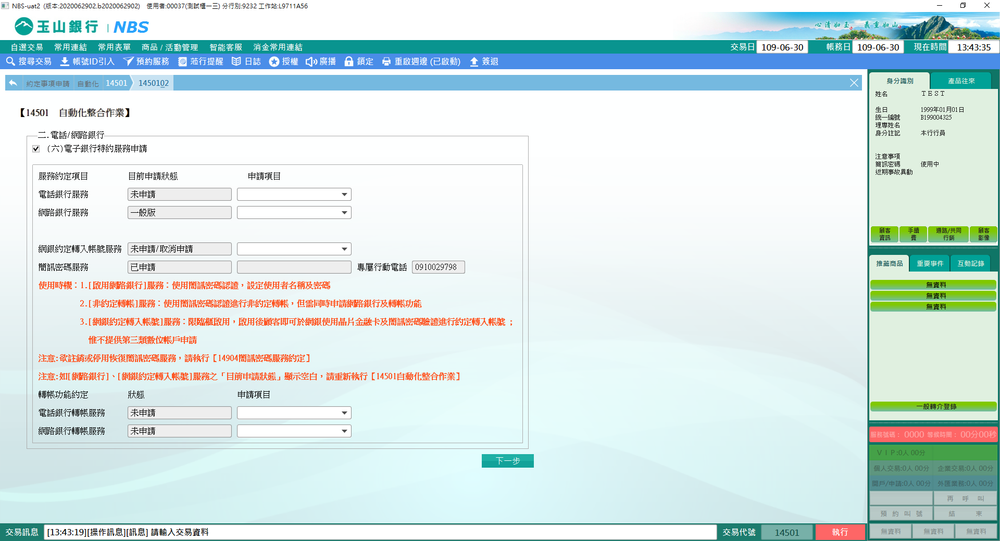 NBS-uat2 (版本:2020062902.b2020062902) 使用者:00037(測試櫃一三) 分行別:9232 工作站:L9711A56
玉山銀行 | NBS
心清如玉。 義重如山。
自選交易 常用連結 常用表單 商品 / 活動管理 智能客服 消金常用連結 交易日 109-06-30 帳務日 109-06-30 現在時間 13:43:35
搜尋交易 帳號ID引入 預約服務 蒞行提醒 日誌 授權 廣播 鎖定 重啟週邊 (已啟動) 簽退
約定事項申請 自動化 14501 1450102
【14501 自動化整合作業】
二.電話/網路銀行
(六)電子銀行特約服務申請
服務約定項目 目前申請狀態 申請項目
電話銀行服務 未申請
網路銀行服務 一般版
網銀約定轉入帳號服務 未申請/取消申請
簡訊密碼服務 已申請 專屬行動電話 0910029798
使用時機：1.[啟用網路銀行]服務：使用簡訊密碼認證，設定使用者名稱及密碼
2.[非約定轉帳]服務：使用簡訊密碼認證進行非約定轉帳，但需同時申請網路銀行及轉帳功能
3.[網銀約定轉入帳號]服務：限臨櫃啟用，啟用後顧客即可於網銀使用晶片金融卡及簡訊密碼驗證進行約定轉入帳號；
惟不提供第三類數位帳戶申請
注意:欲註銷或停用恢復簡訊密碼服務，請執行【14904簡訊密碼服務約定】
注意:如[網路銀行]、[網銀約定轉入帳號]服務之「目前申請狀態」顯示空白，請重新執行【14501自動化整合作業】
轉帳功能約定 狀態 申請項目
電話銀行轉帳服務 未申請
網路銀行轉帳服務 未申請
下一步
交易訊息 [13:43:19][操作訊息][訊息] 請輸入交易資料 交易代號 14501 執行
身分識別 產品往來
姓名 ＴＥＳＴ
生日 1999年01月01日
統一編號 B199004325
理專姓名
身分註記 本行行員
注意事項
簡訊密碼 使用中
近期事故異動
顧客資訊 手續費 通路/共同行銷 顧客影像
推薦商品 重要事件 互動記錄
無資料
無資料
無資料
一般轉介登錄
服務號碼： 0000 等候時間： 00分00秒
ＶＩＰ:0人 00分
個人交易:0人 00分 企業交易:0人 00分
開戶/申請:0人 00分 外匯業務:0人 00分
再 呼 叫
預 約 叫 號 結 束
無資料 無資料 無資料